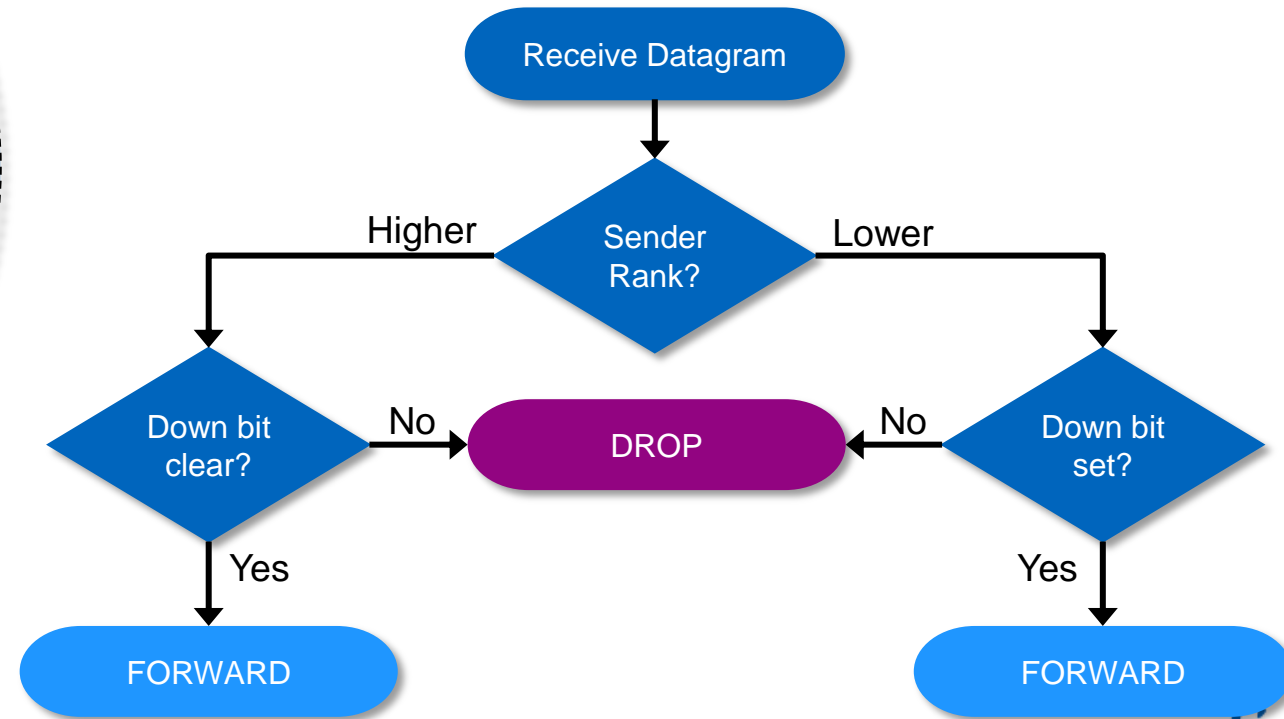 Receive Datagram
Higher
Sender
Rank?
Lower
Down bit
clear?
No
DROP
No
Down bit
set?
Yes
Yes
FORWARD
FORWARD